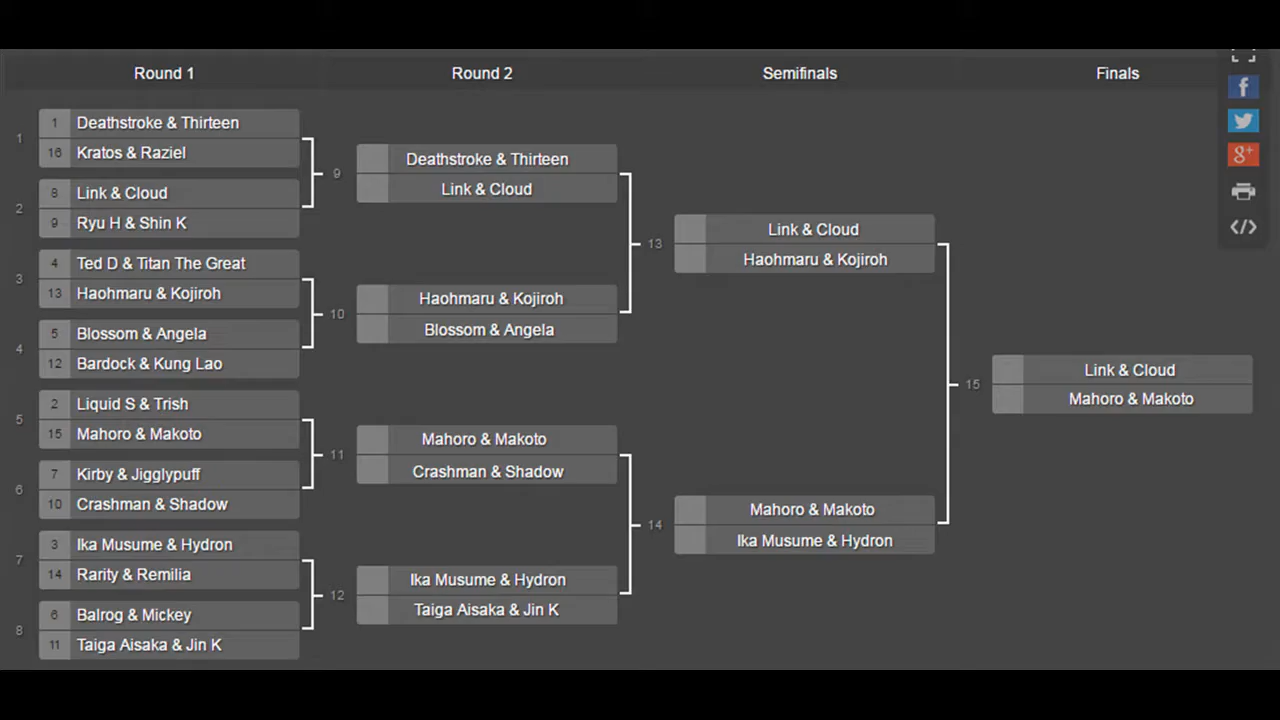 Round 1
Round 2
Semifinals
Finals
1
1 Deathstroke & Thirteen
16 Kratos & Raziel
2
8 Link & Cloud
9 Ryu H & Shin K
3
4 Ted D & Titan The Great
13 Haohmaru & Kojiroh
4
5 Blossom & Angela
12 Bardock & Kung Lao
5
2 Liquid S & Trish
15 Mahoro & Makoto
6
7 Kirby & Jigglypuff
10 Crashman & Shadow
7
3 Ika Musume & Hydron
14 Rarity & Remilia
8
6 Balrog & Mickey
11 Taiga Aisaka & Jin K
9
Deathstroke & Thirteen
Link & Cloud
10
Haohmaru & Kojiroh
Blossom & Angela
11
Mahoro & Makoto
Crashman & Shadow
12
Ika Musume & Hydron
Taiga Aisaka & Jin K
13
Link & Cloud
Haohmaru & Kojiroh
14
Mahoro & Makoto
Ika Musume & Hydron
15
Link & Cloud
Mahoro & Makoto
f
g+